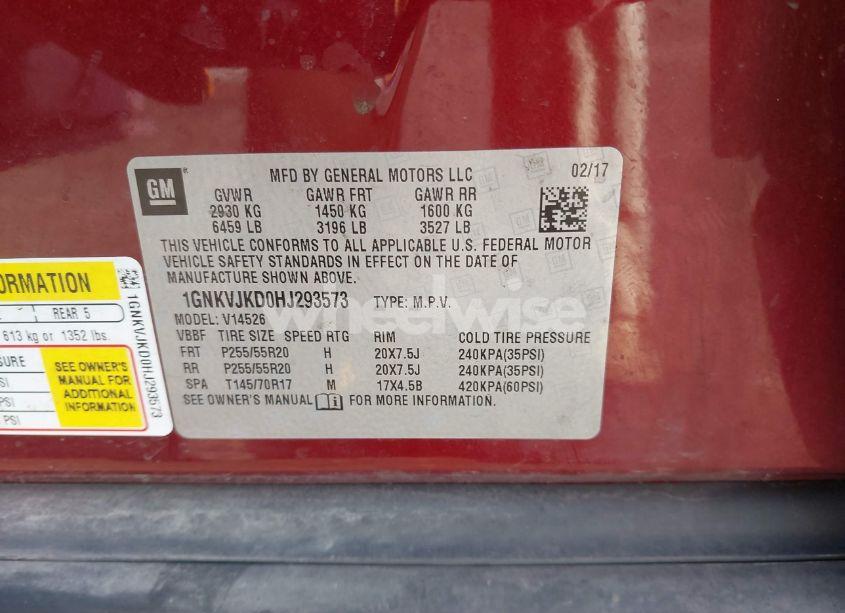 GM
MFD BY GENERAL MOTORS LLC 02/17
GVWR GAWR FRT GAWR RR
2930 KG 1450 KG 1600 KG
6459 LB 3196 LB 3527 LB
THIS VEHICLE CONFORMS TO ALL APPLICABLE U.S. FEDERAL MOTOR
VEHICLE SAFETY STANDARDS IN EFFECT ON THE DATE OF
MANUFACTURE SHOWN ABOVE.
1GNKVJKD0HJ293573 TYPE: M.P.V.
MODEL: V14526
VBBF TIRE SIZE SPEED RTG RIM COLD TIRE PRESSURE
FRT P255/55R20 H 20X7.5J 240KPA(35PSI)
RR P255/55R20 H 20X7.5J 240KPA(35PSI)
SPA T145/70R17 M 17X4.5B 420KPA(60PSI)
SEE OWNER'S MANUAL FOR MORE INFORMATION.
wheelwise
REAR 5
613 kg or 1352 lbs.
SEE OWNER'S
MANUAL FOR
ADDITIONAL
INFORMATION
PSI
1GNKVJKD0HJ293573